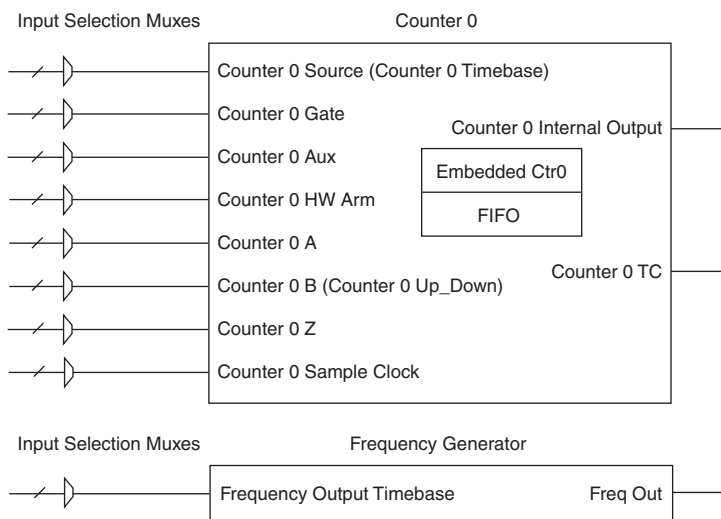 Input Selection Muxes
Counter 0
Counter 0 Source (Counter 0 Timebase)
Counter 0 Gate
Counter 0 Internal Output
Counter 0 Aux
Embedded Ctr0
Counter 0 HW Arm
FIFO
Counter 0 A
Counter 0 TC
Counter 0 B (Counter 0 Up_Down)
Counter 0 Z
Counter 0 Sample Clock
Input Selection Muxes
Frequency Generator
Frequency Output Timebase
Freq Out